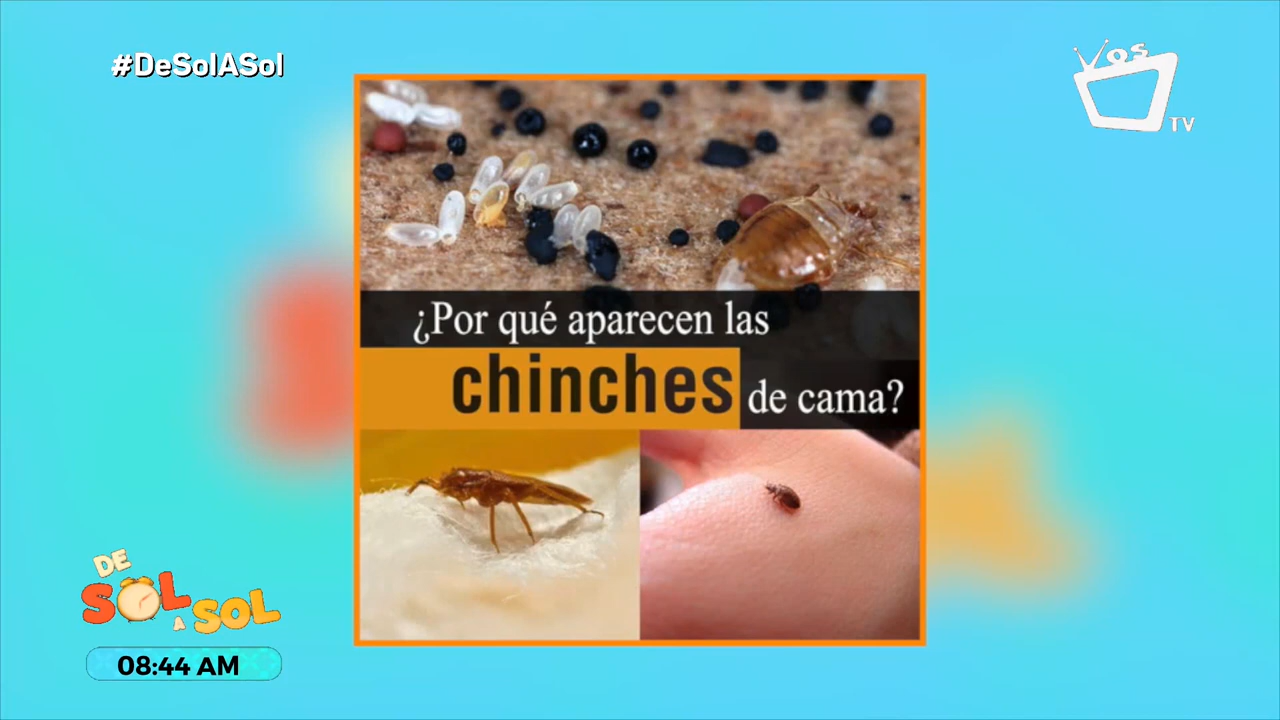 #DeSolASol
VOS
TV
¿Por qué aparecen las
chinches
de cama?
DE
SOL
A SOL
08:44 AM